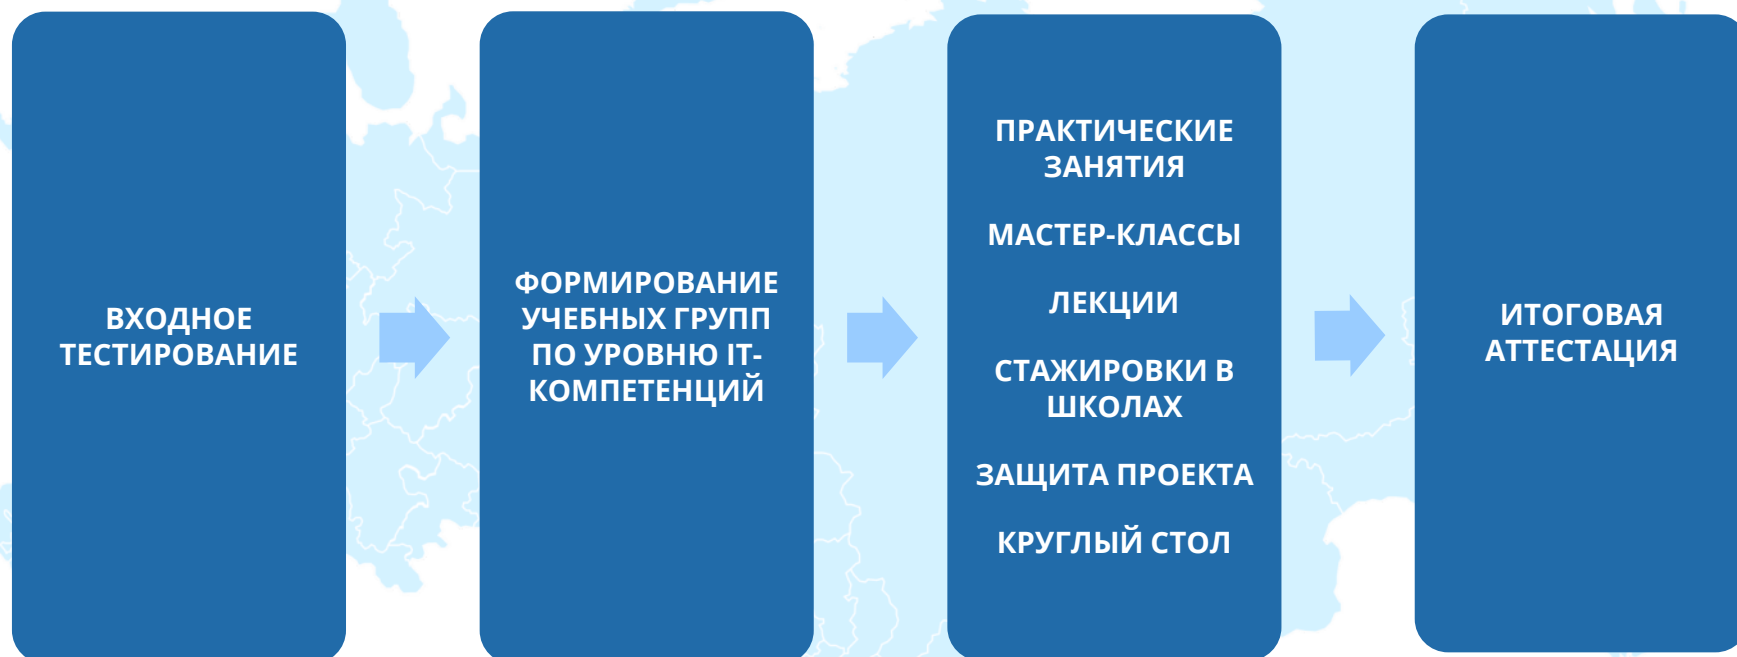 ВХОДНОЕ
ТЕСТИРОВАНИЕ
ФОРМИРОВАНИЕ
УЧЕБНЫХ ГРУПП
ПО УРОВНЮ IT-
КОМПЕТЕНЦИЙ
ПРАКТИЧЕСКИЕ
ЗАНЯТИЯ
МАСТЕР-КЛАССЫ
ЛЕКЦИИ
СТАЖИРОВКИ В
ШКОЛАХ
ЗАЩИТА ПРОЕКТА
КРУГЛЫЙ СТОЛ
ИТОГОВАЯ
АТТЕСТАЦИЯ